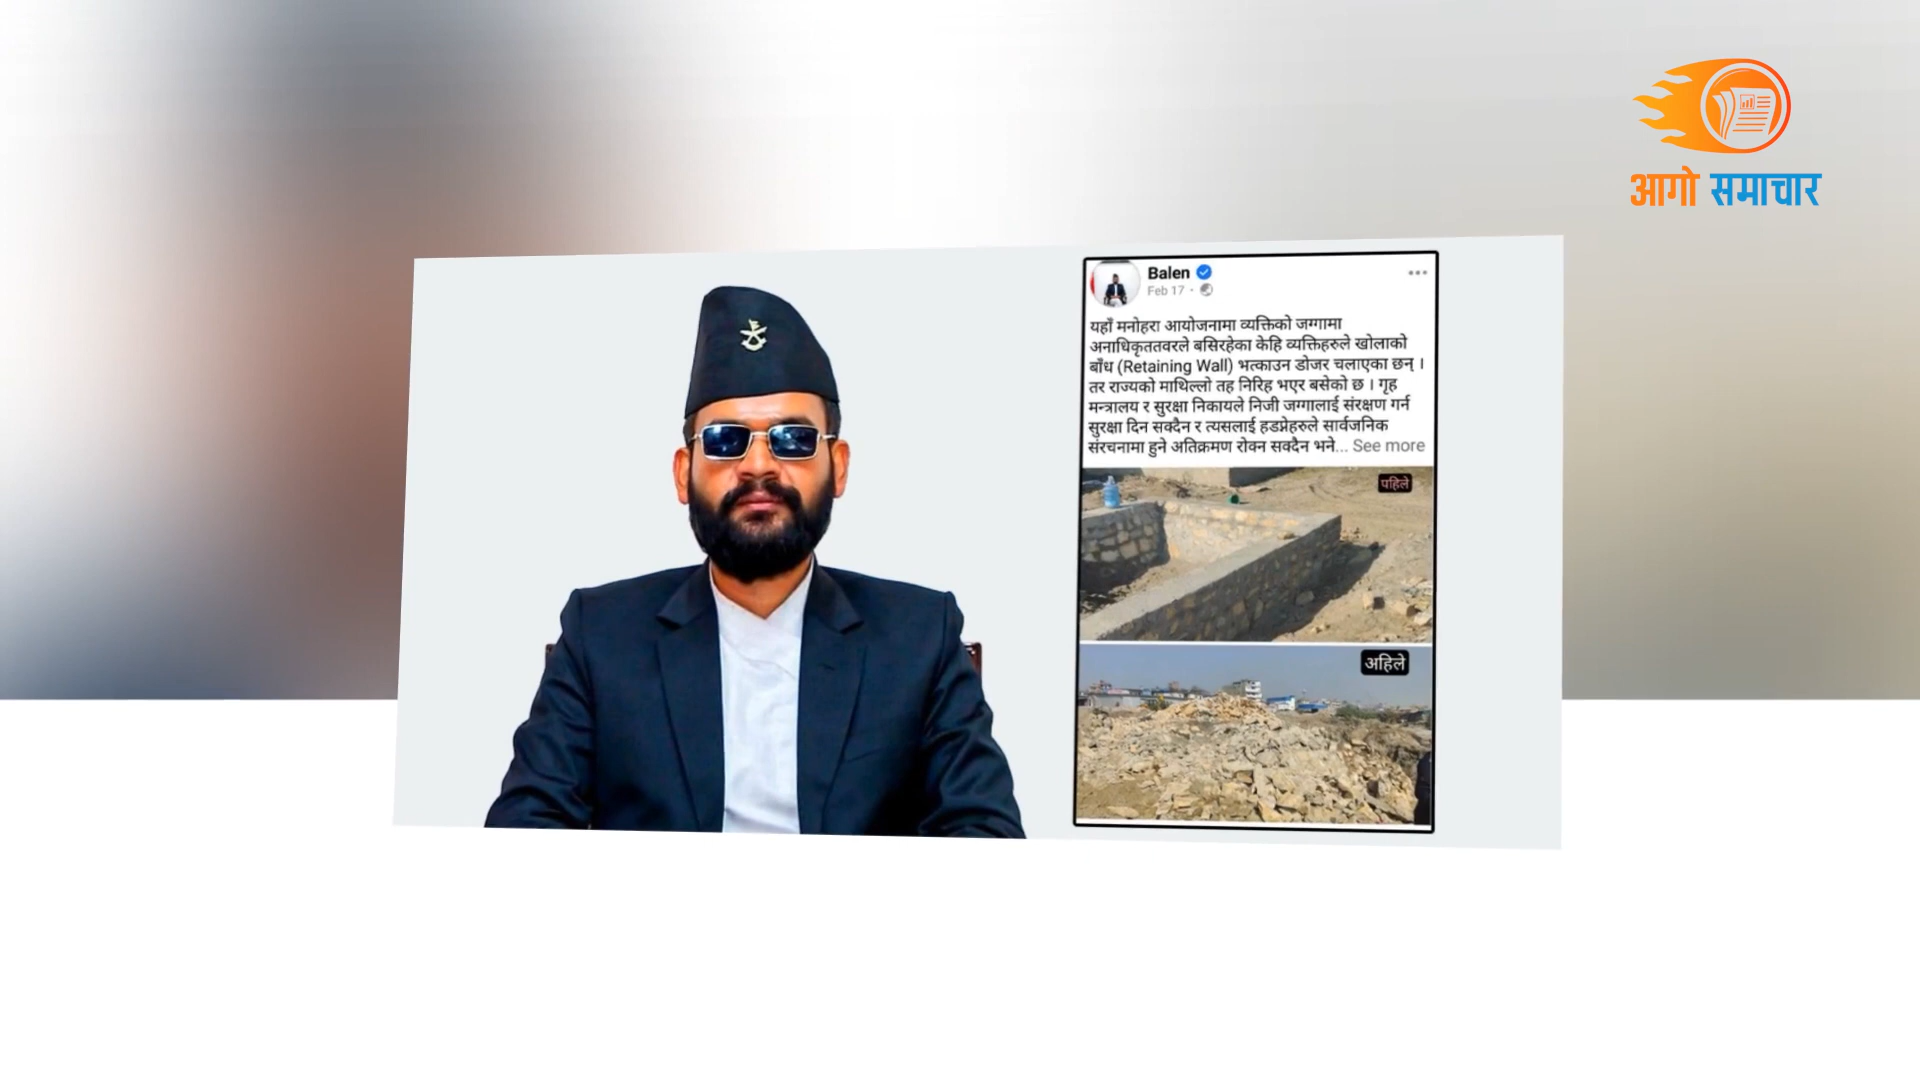 आगो समाचार
Balen
Feb 17
यहाँ मनोहरा आयोजनामा व्यक्तिको जग्गामा
अनाधिकृततवरले बसिरहेका केहि व्यक्तिहरुले खोलाको
बाँध (Retaining Wall) भत्काउन डोजर चलाएका छन् ।
तर राज्यको माथिल्लो तह निरिह भएर बसेको छ । गृह
मन्त्रालय र सुरक्षा निकायले निजी जग्गालाई संरक्षण गर्न
सुरक्षा दिन सक्दैन र त्यसलाई हडप्नेहरुले सार्वजनिक
संरचनामा हुने अतिक्रमण रोक्न सक्दैन भने... See more
पहिले
अहिले